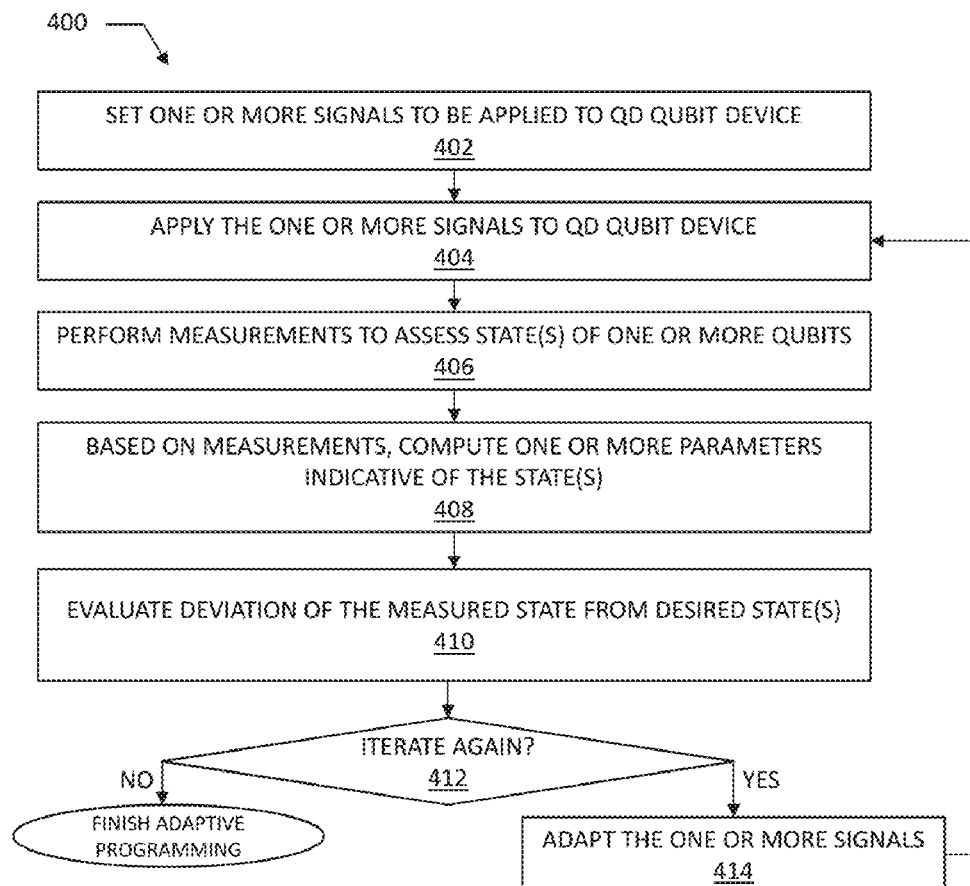 400
SET ONE OR MORE SIGNALS TO BE APPLIED TO QD QUBIT DEVICE
402
APPLY THE ONE OR MORE SIGNALS TO QD QUBIT DEVICE
404
PERFORM MEASUREMENTS TO ASSESS STATE(S) OF ONE OR MORE QUBITS
406
BASED ON MEASUREMENTS, COMPUTE ONE OR MORE PARAMETERS
INDICATIVE OF THE STATE(S)
408
EVALUATE DEVIATION OF THE MEASURED STATE FROM DESIRED STATE(S)
410
ITERATE AGAIN?
412
NO
YES
FINISH ADAPTIVE
PROGRAMMING
ADAPT THE ONE OR MORE SIGNALS
414